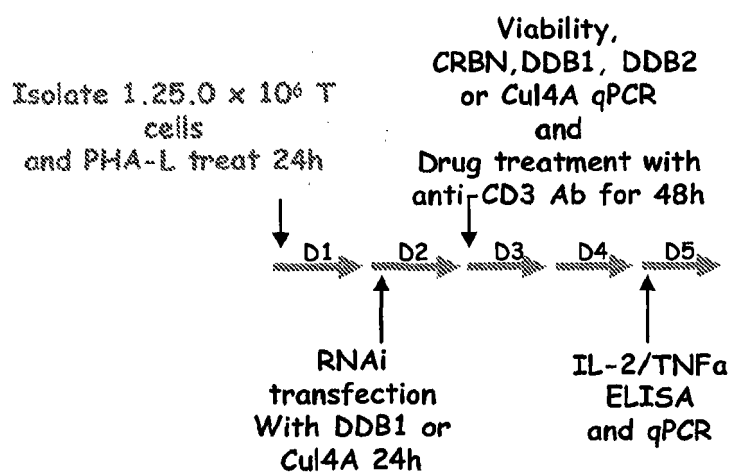 Viability,
CRBN,DDB1, DDB2
or Cul4A qPCR
and
Drug treatment with
anti-CD3 Ab for 48h
Isolate 1.25.0 x 10⁶ T
cells
and PHA-L treat 24h
D1 D2 D3 D4 D5
RNAi
transfection
With DDB1 or
Cul4A 24h
IL-2/TNFa
ELISA
and qPCR